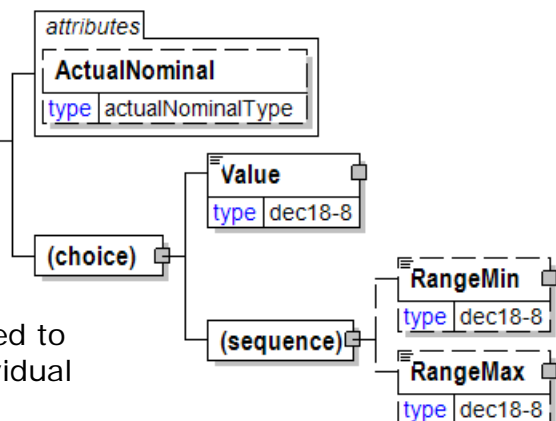 attributes
ActualNominal
type actualNominalType
Value
type dec18-8
(choice)
RangeMin
type dec18-8
(sequence)
ed to
vidual
RangeMax
type dec18-8